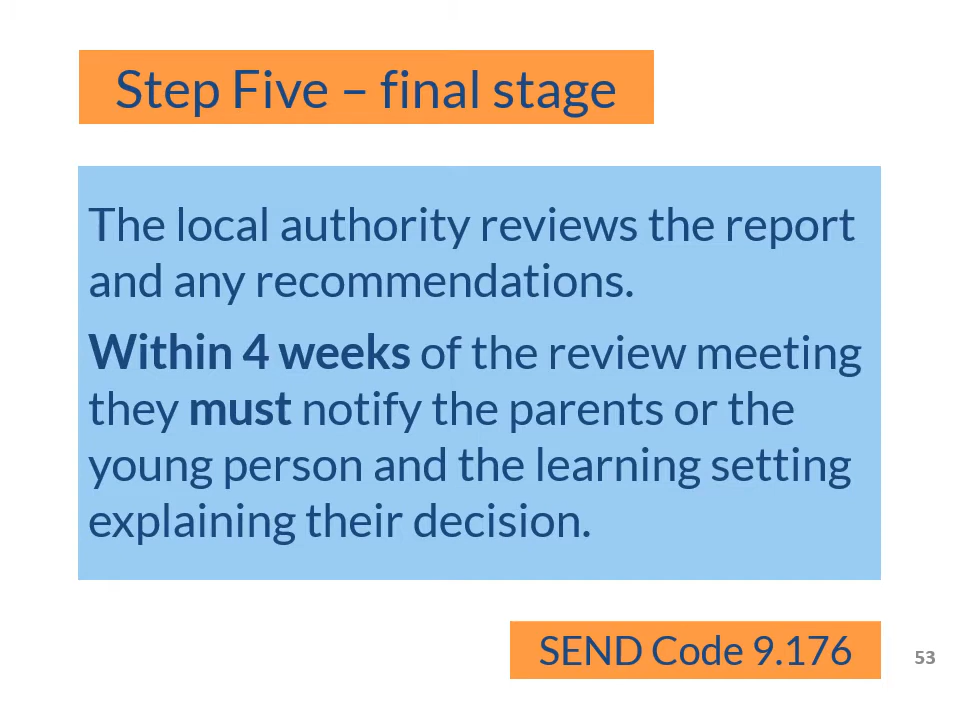 Step Five – final stage
The local authority reviews the report
and any recommendations.
Within 4 weeks of the review meeting
they must notify the parents or the
young person and the learning setting
explaining their decision.
SEND Code 9.176
53